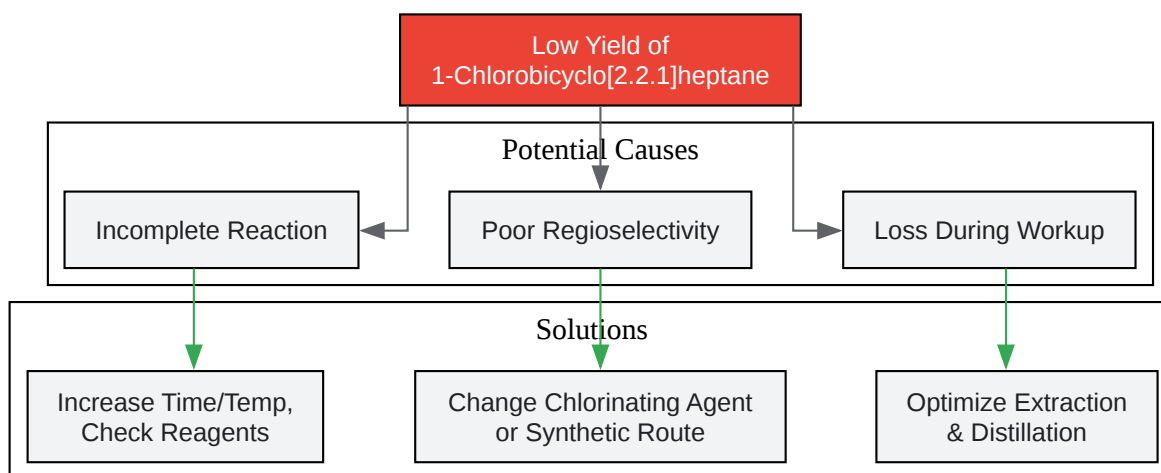 Low Yield of
1-Chlorobicyclo[2.2.1]heptane
Potential Causes
Incomplete Reaction
Poor Regioselectivity
Loss During Workup
Solutions
Increase Time/Temp,
Check Reagents
Change Chlorinating Agent
or Synthetic Route
Optimize Extraction
& Distillation